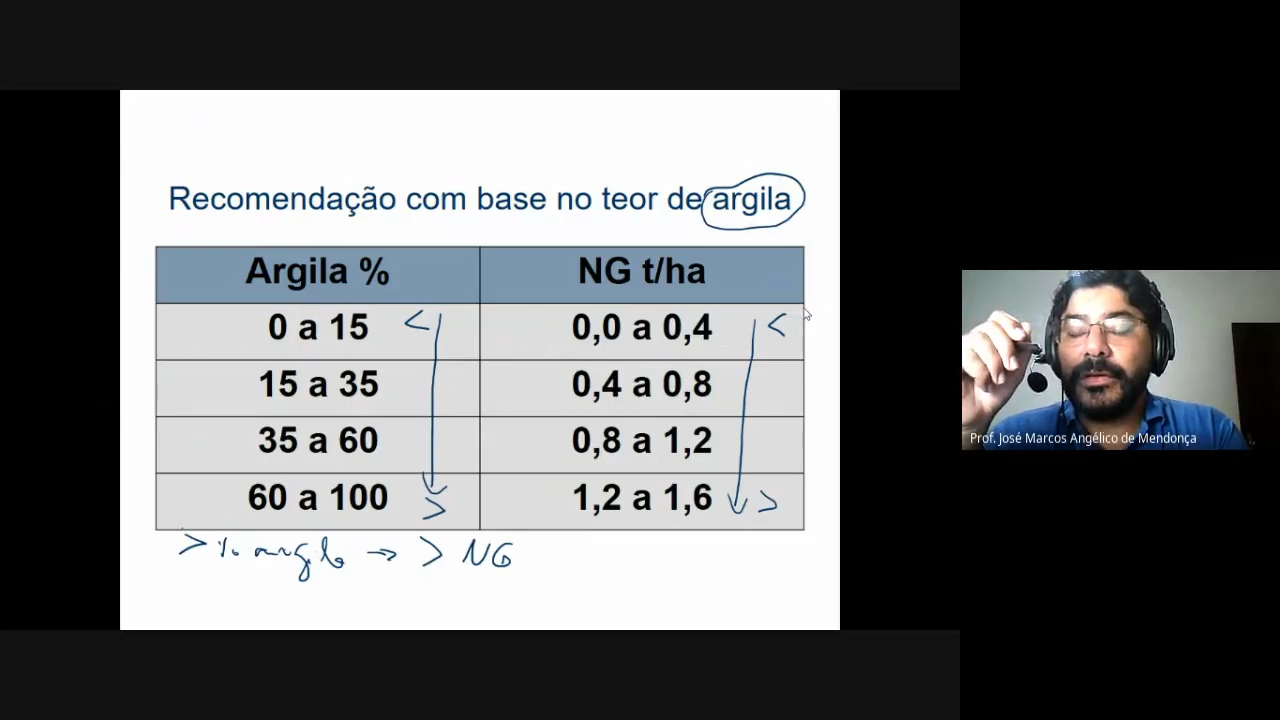 Recomendação com base no teor de argila
Argila % NG t/ha
0 a 15 < 0,0 a 0,4 <
15 a 35 0,4 a 0,8
35 a 60 0,8 a 1,2
60 a 100 > 1,2 a 1,6 >
> % argila → > NG
Prof. José Marcos Angélico de Mendonça